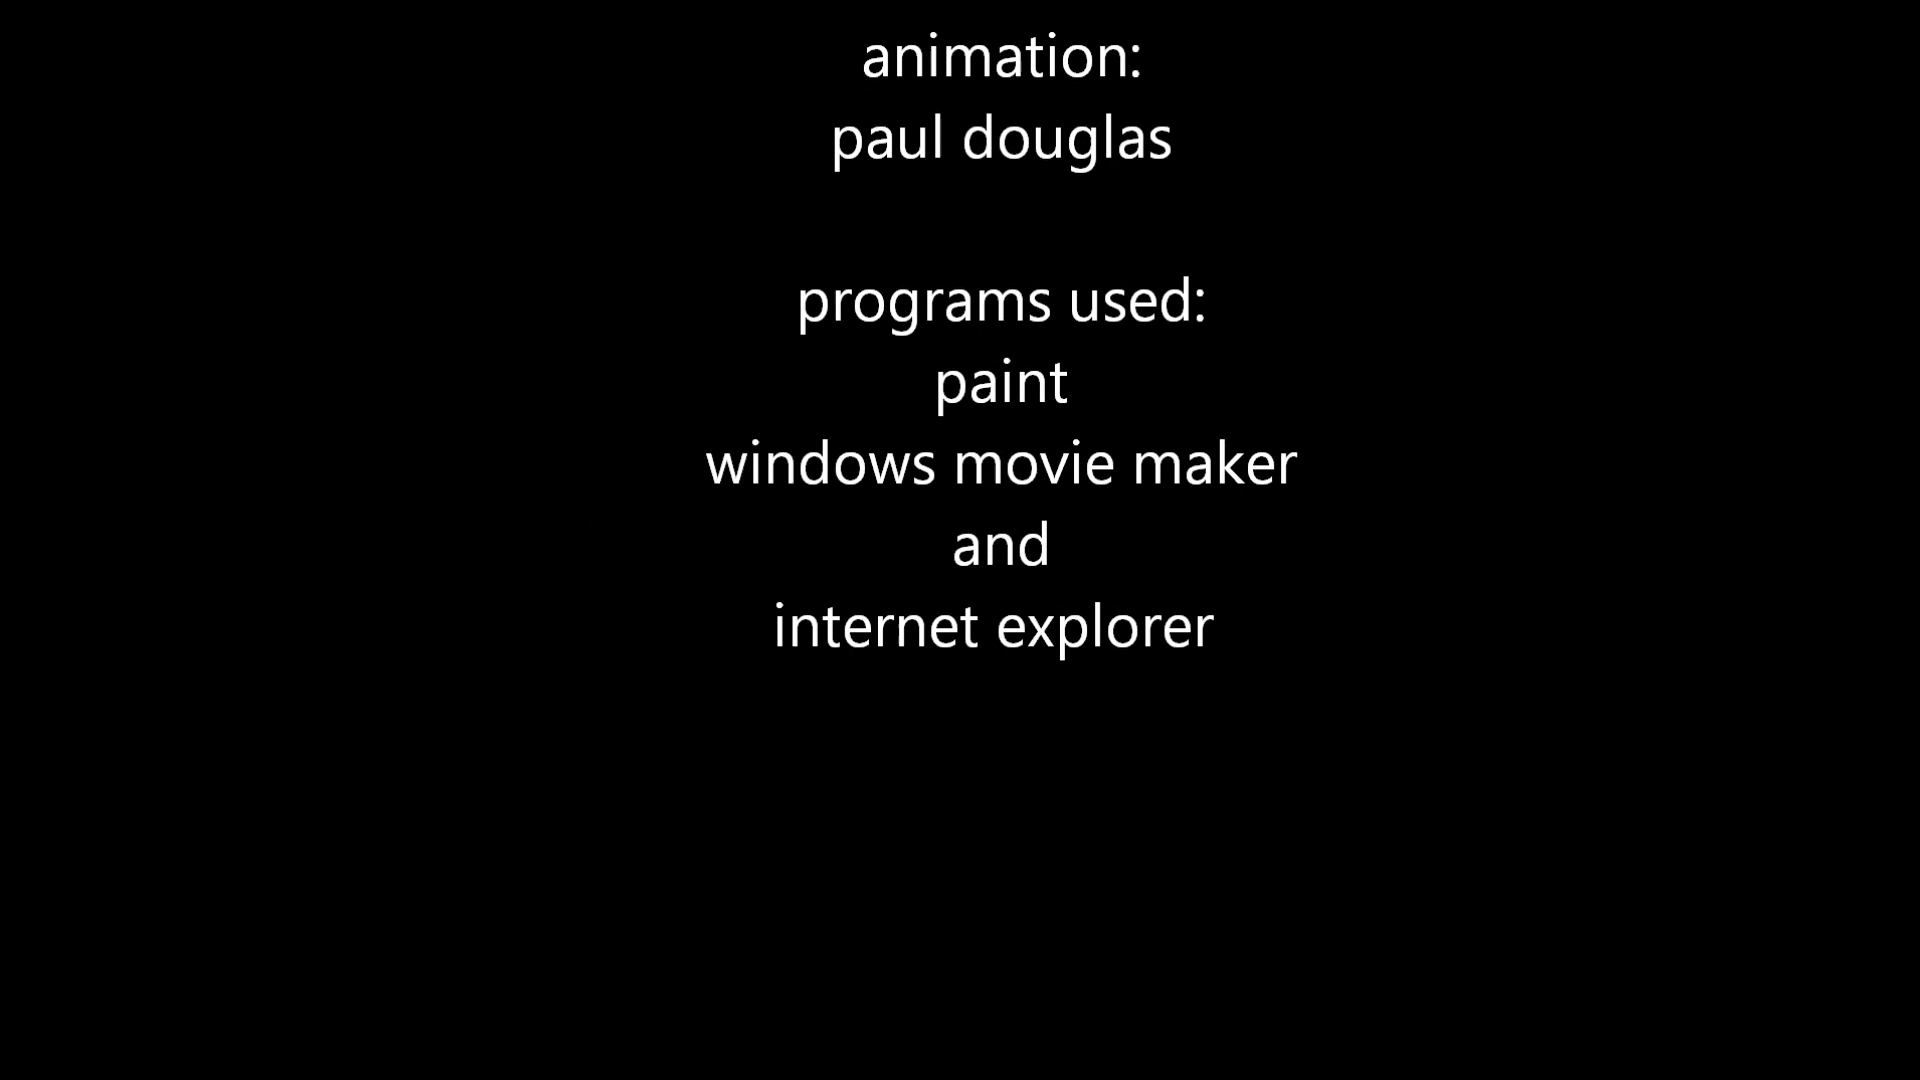 animation:
paul douglas
programs used:
paint
windows movie maker
and
internet explorer